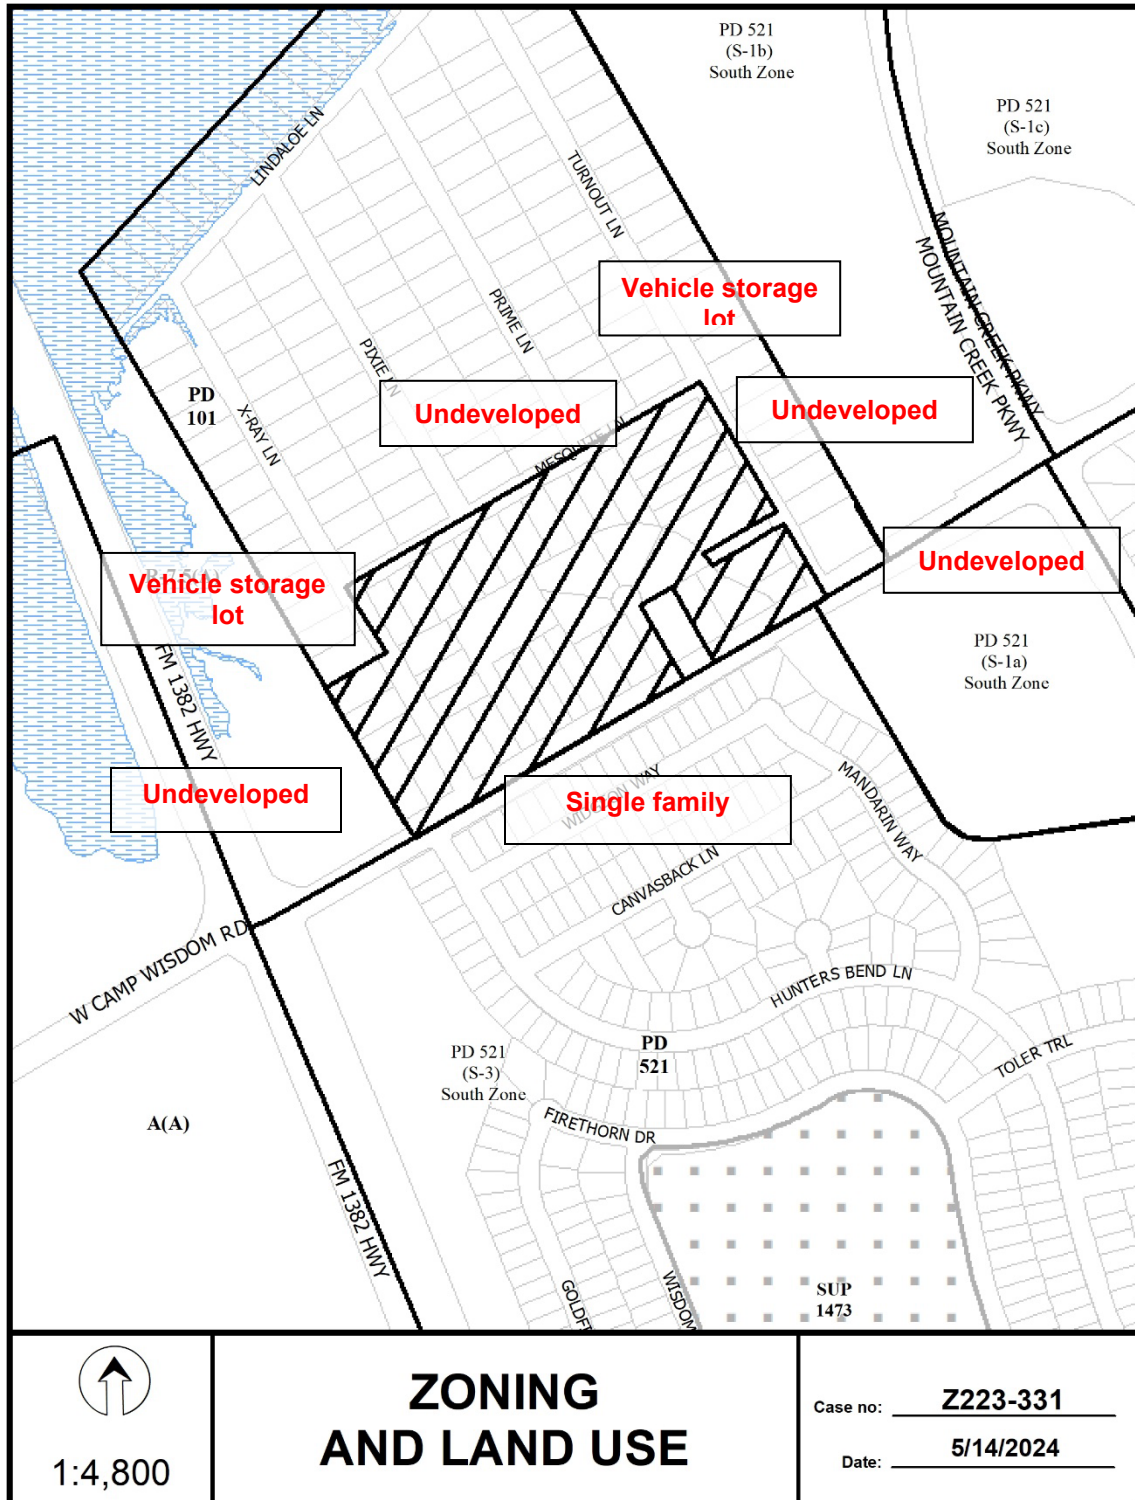 PD 521
(S-1b)
South Zone
PD 521
(S-1c)
South Zone
LINDALOE LN
TURNOUT LN
MOUNTAIN CREEK PKWY
MOUNTAIN CREEK PKWY
Vehicle storage
lot
PRIME LN
PIXIE LN
PD
101
X-RAY LN
Undeveloped
Undeveloped
MESQUITE LN
Undeveloped
Vehicle storage
lot
PD 521
(S-1a)
South Zone
FM 1382 HWY
Undeveloped
Single family
WIDGEON WAY
MANDARIN WAY
CANVASBACK LN
W CAMP WISDOM RD
HUNTERS BEND LN
PD 521
(S-3)
South Zone
PD
521
TOLER TRL
A(A)
FIRETHORN DR
FM 1382 HWY
GOLDFI
WISDOM
SUP
1473
1:4,800
ZONING
AND LAND USE
Case no: Z223-331
Date: 5/14/2024